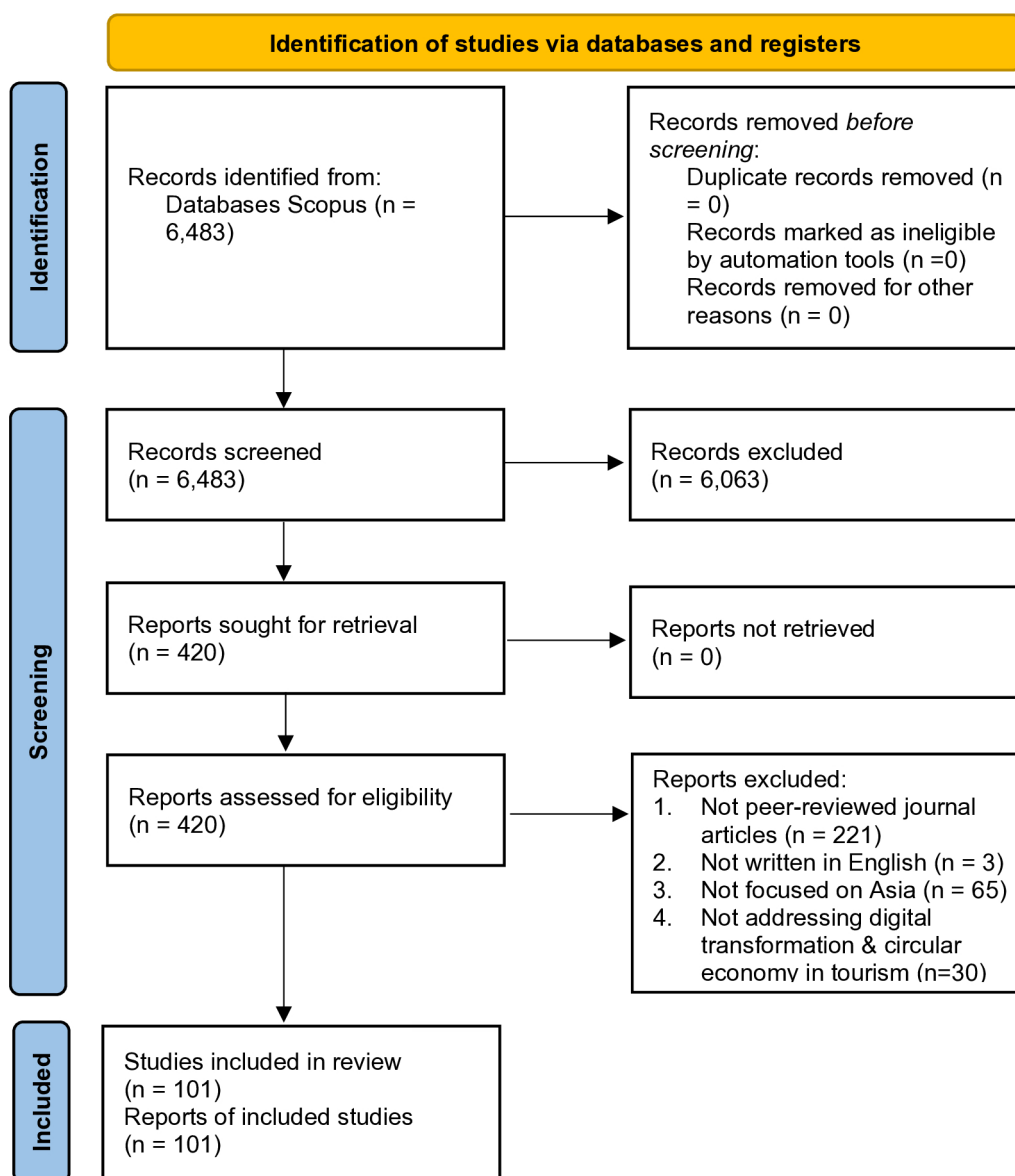 Identification of studies via databases and registers
Identification
Records identified from:
Databases Scopus (n =
6,483)
Records removed before
screening:
Duplicate records removed (n
= 0)
Records marked as ineligible
by automation tools (n =0)
Records removed for other
reasons (n = 0)
Screening
Records screened
(n = 6,483)
Records excluded
(n = 6,063)
Reports sought for retrieval
(n = 420)
Reports not retrieved
(n = 0)
Reports assessed for eligibility
(n = 420)
Reports excluded:
1. Not peer-reviewed journal
articles (n = 221)
2. Not written in English (n = 3)
3. Not focused on Asia (n = 65)
4. Not addressing digital
transformation & circular
economy in tourism (n=30)
Included
Studies included in review
(n = 101)
Reports of included studies
(n = 101)